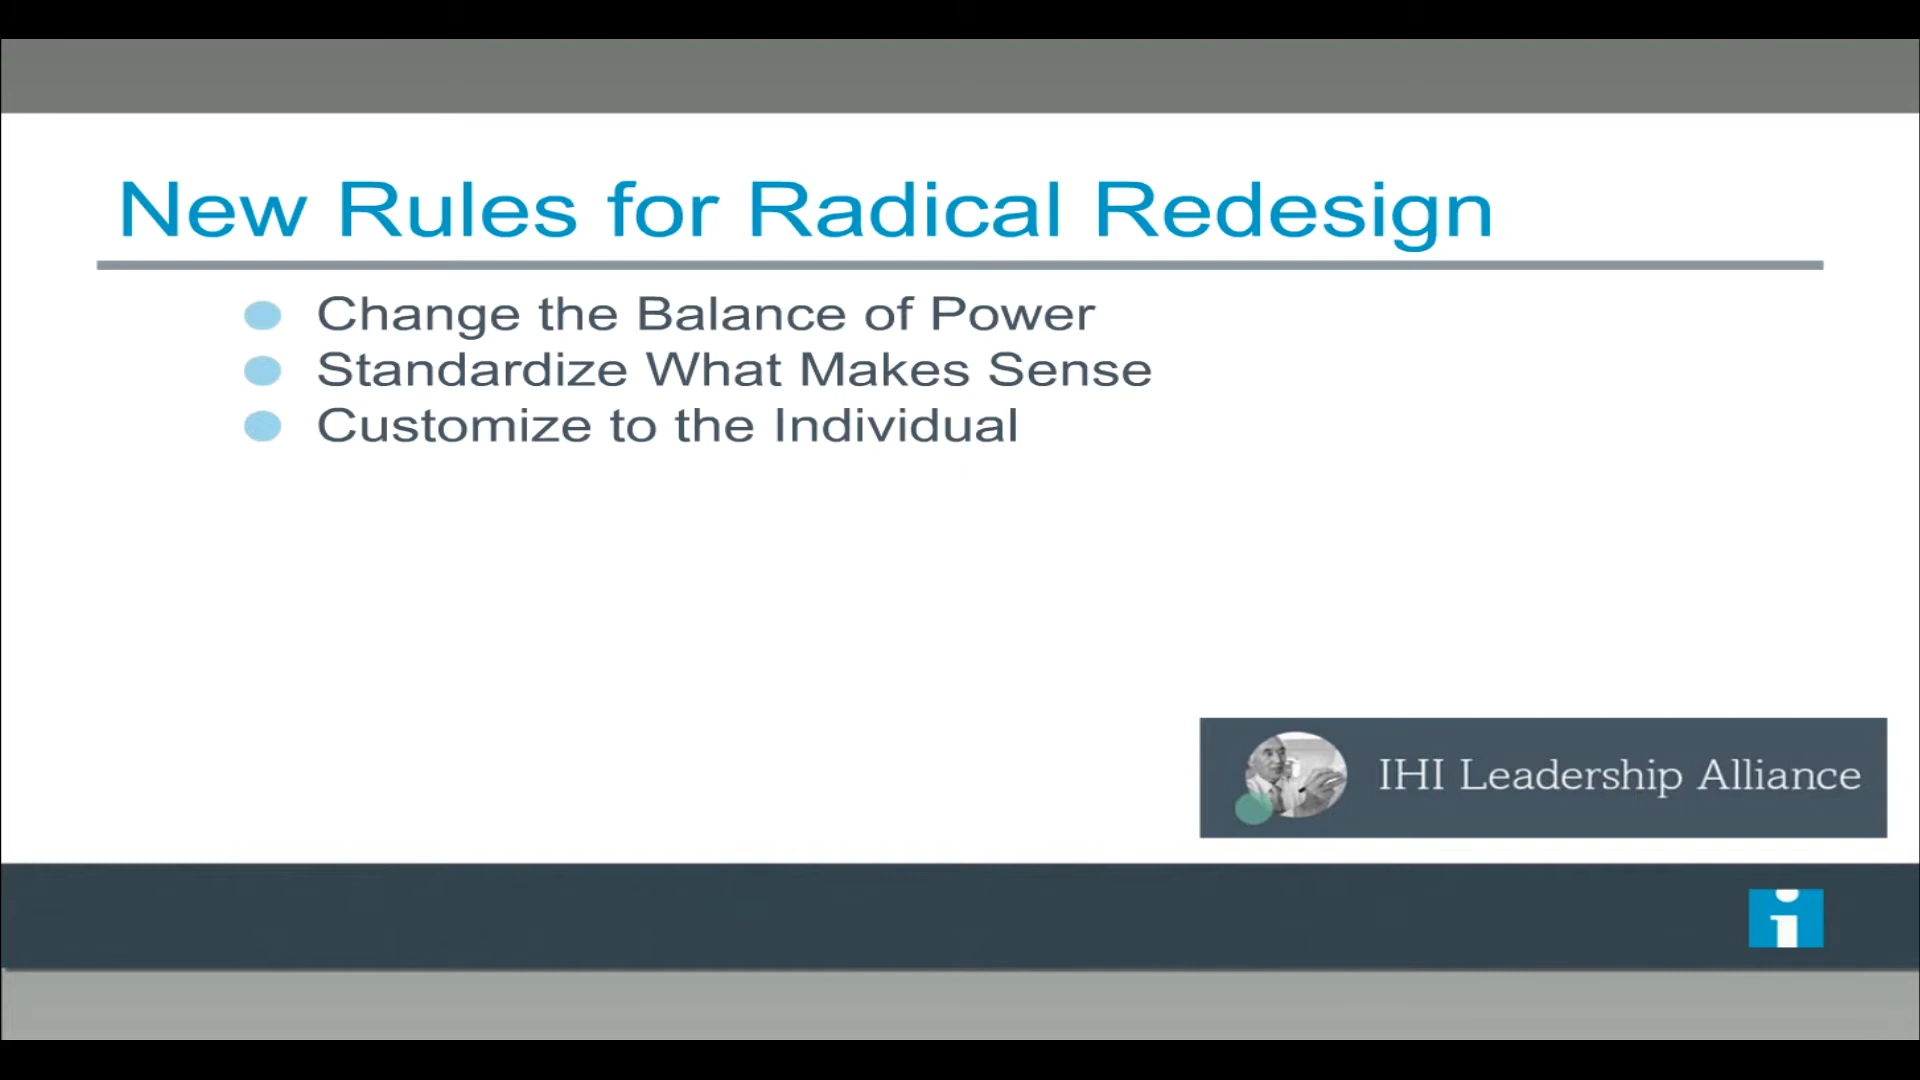 New Rules for Radical Redesign
Change the Balance of Power
Standardize What Makes Sense
Customize to the Individual
IHI Leadership Alliance
i